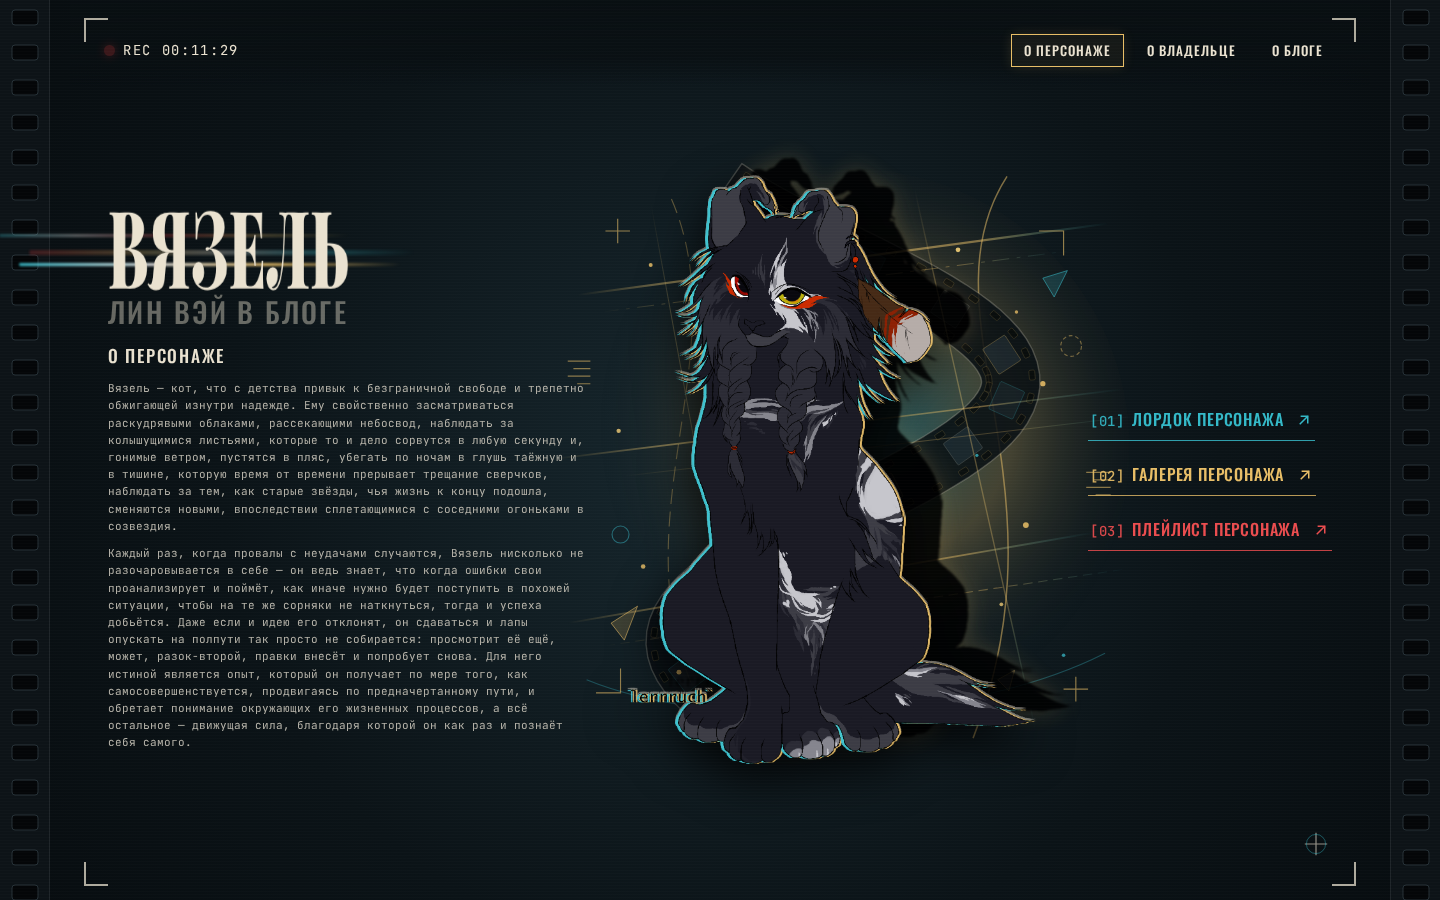 REC 00:11:29
О ПЕРСОНАЖЕ
О ВЛАДЕЛЬЦЕ
О БЛОГЕ
ВЯЗЕЛЬ
ЛИН ВЭЙ В БЛОГЕ
О ПЕРСОНАЖЕ
Вязель — кот, что с детства привык к безграничной свободе и трепетно
обжигающей изнутри надежде. Ему свойственно засматриваться
раскудрявыми облаками, рассекающими небосвод, наблюдать за
колышущимися листьями, которые то и дело сорвутся в любую секунду и,
гонимые ветром, пустятся в пляс, убегать по ночам в глушь таёжную и
в тишине, которую время от времени прерывает трещание сверчков,
наблюдать за тем, как старые звёзды, чья жизнь к концу подошла,
сменяются новыми, впоследствии сплетающимися с соседними огоньками в
созвездия.
Каждый раз, когда провалы с неудачами случаются, Вязель нисколько не
разочаровывается в себе — он ведь знает, что когда ошибки свои
проанализирует и поймёт, как иначе нужно будет поступить в похожей
ситуации, чтобы на те же сорняки не наткнуться, тогда и успеха
добьётся. Даже если и идею его отклонят, он сдаваться и лапы
опускать на полпути так просто не собирается: просмотрит её ещё,
может, разок-второй, правки внесёт и попробует снова. Для него
истиной является опыт, который он получает по мере того, как
самосовершенствуется, продвигаясь по предначертанному пути, и
обретает понимание окружающих его жизненных процессов, а всё
остальное — движущая сила, благодаря которой он как раз и познаёт
себя самого.
[01] ЛОРДОК ПЕРСОНАЖА ↗
[02] ГАЛЕРЕЯ ПЕРСОНАЖА ↗
[03] ПЛЕЙЛИСТ ПЕРСОНАЖА ↗